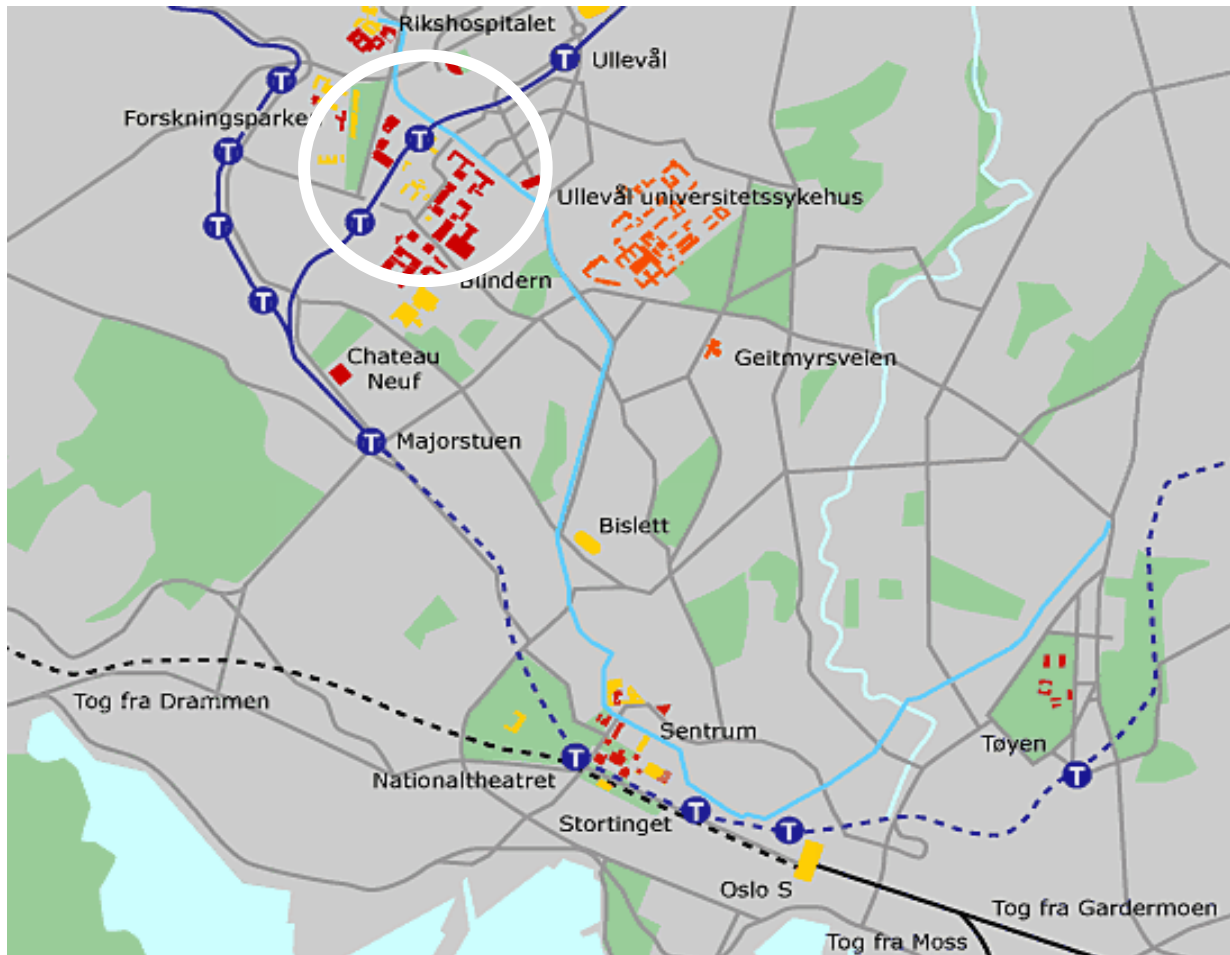 Rikshospitalet
T
Ullevål
T
Forskningsparken
T
T
Ullevål universitetssykehus
T
T
Blindern
T
Chateau
Neuf
Geitmyrsveien
T
Majorstuen
Bislett
Tog fra Drammen
Sentrum
Tøyen
T
Nationaltheatret
T
Stortinget
T
T
Oslo S
Tog fra Gardermoen
Tog fra Moss